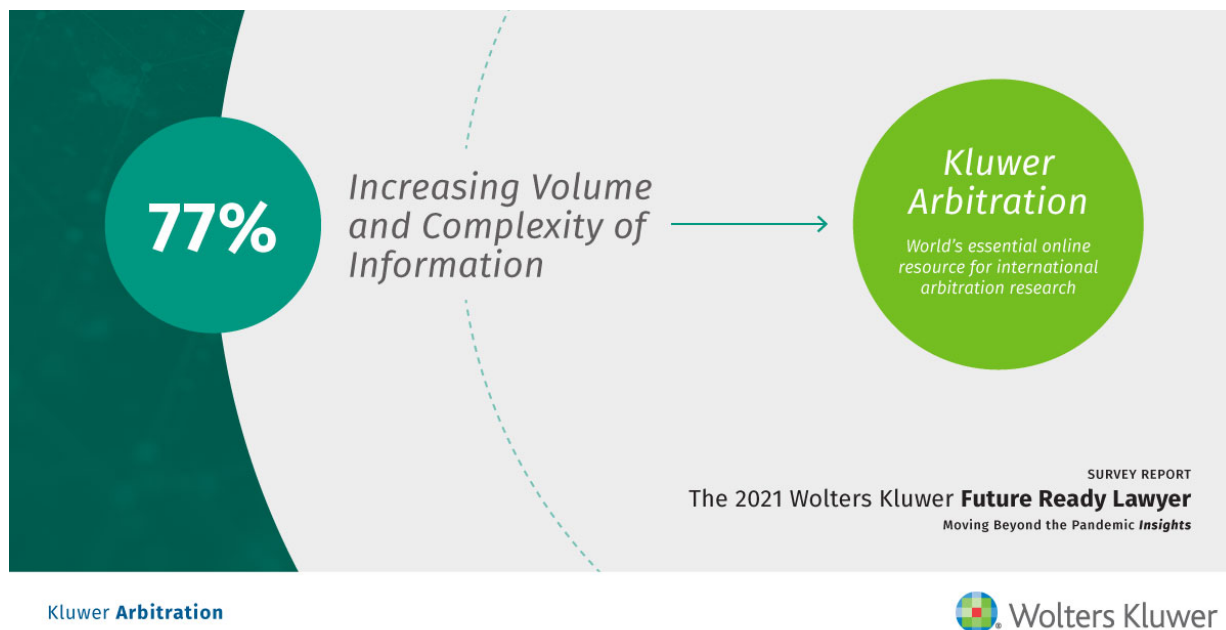 77%
Increasing Volume
and Complexity of
Information
Kluwer
Arbitration
World's essential online
resource for international
arbitration research
SURVEY REPORT
The 2021 Wolters Kluwer Future Ready Lawyer
Moving Beyond the Pandemic Insights
Kluwer Arbitration
Wolters Kluwer